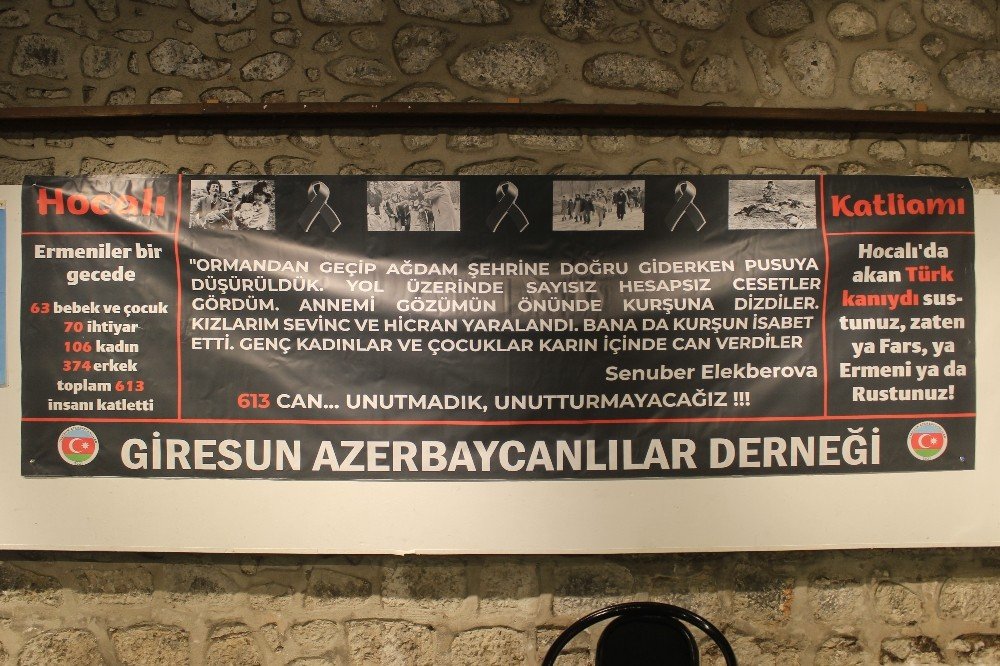 Hocalı
Katliamı
Ermeniler bir
gecede
63 bebek ve çocuk
70 ihtiyar
106 kadın
374 erkek
toplam 613
insanı katletti
"ORMANDAN GEÇİP AĞDAM ŞEHRİNE DOĞRU GİDERKEN PUSUYA
DÜŞÜRÜLDÜK. YOL ÜZERİNDE SAYISIZ HESAPSIZ CESETLER
GÖRDÜM. ANNEMİ GÖZÜMÜN ÖNÜNDE KURŞUNA DİZDİLER.
KIZLARIM SEVINC VE HİCRAN YARALANDI. BANA DA KURŞUN İSABET
ETTİ. GENÇ KADINLAR VE ÇOCUKLAR KARIN İÇİNDE CAN VERDİLER
Senuber Elekberova
613 CAN... UNUTMADIK, UNUTTURMAYACAĞIZ !!!
Hocalı'da
akan Türk
kanıydı sus-
tunuz, zaten
ya Fars, ya
Ermeni ya da
Rustunuz!
GİRESUN AZERBAYCANLILAR DERNEĞİ